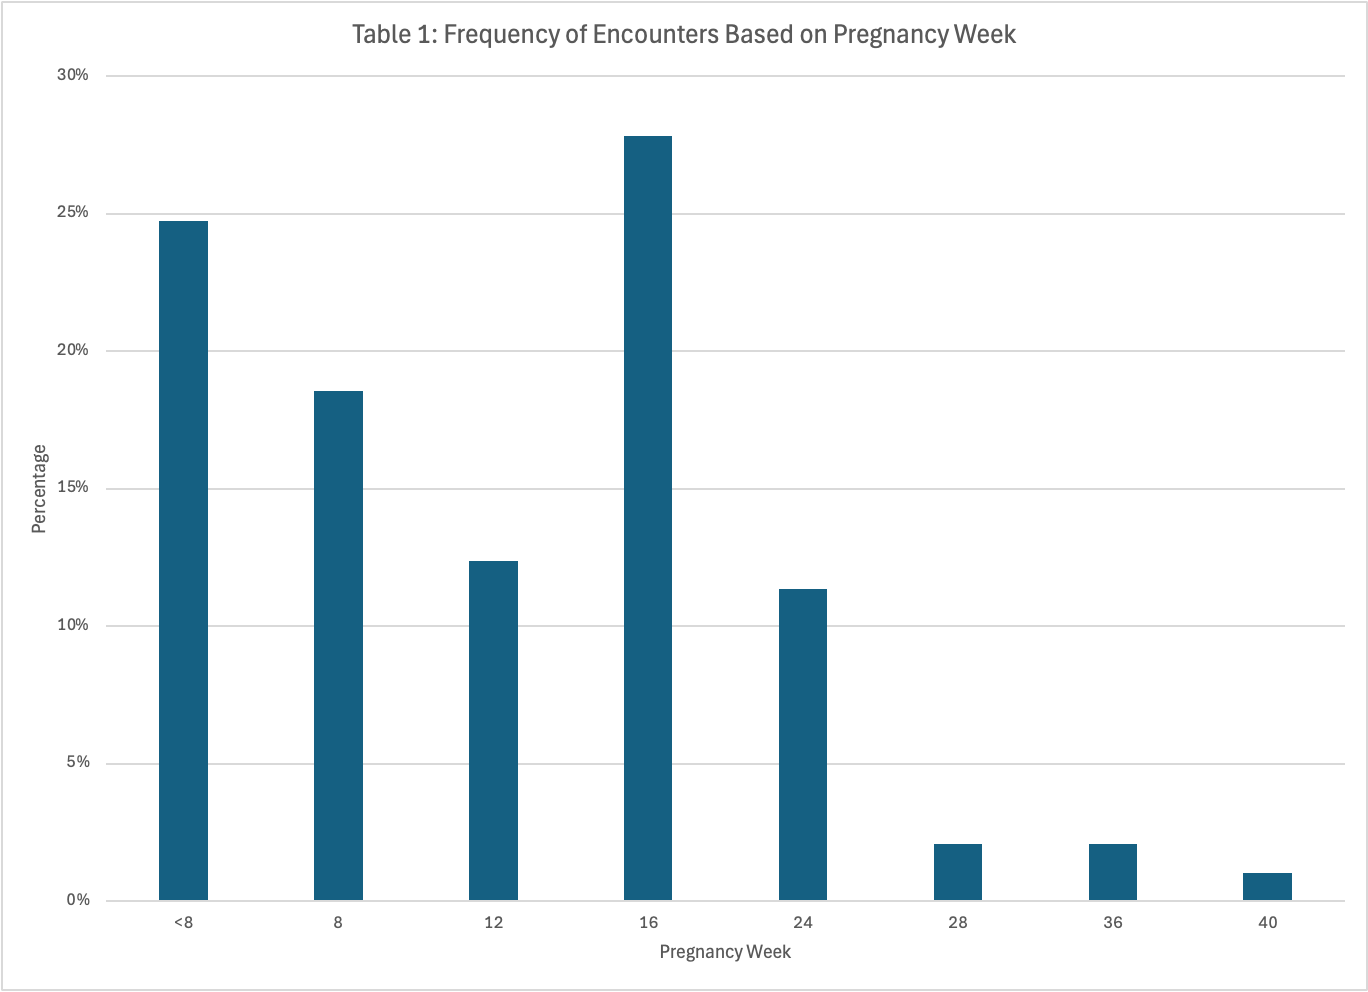 Table 1: Frequency of Encounters Based on Pregnancy Week
30%
25%
20%
15%
10%
5%
0%
Percentage
<8 8 12 16 24 28 36 40
Pregnancy Week